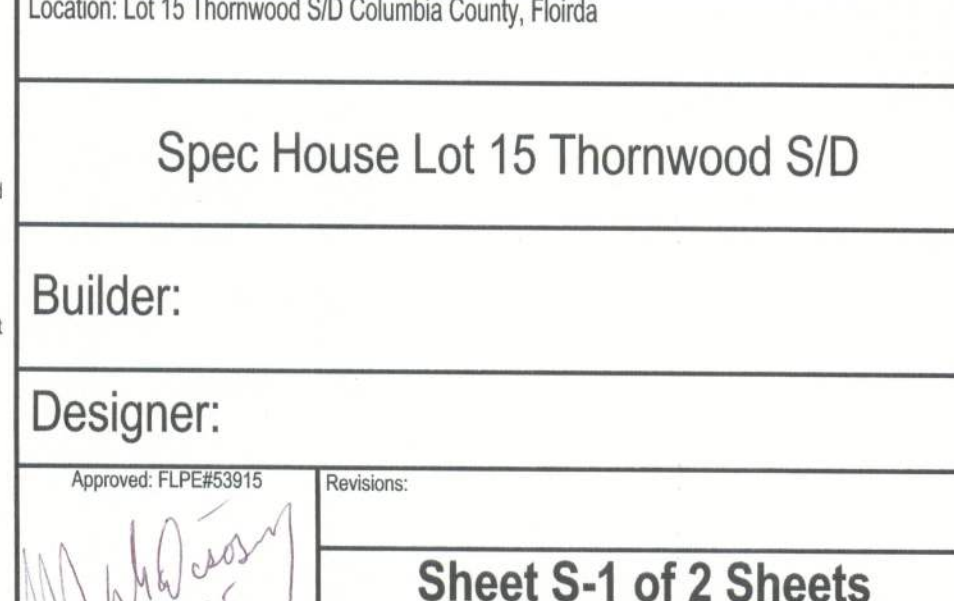 Location: Lot 15 Thornwood S/D Columbia County, Floirda
Spec House Lot 15 Thornwood S/D
Builder:
Designer:
Approved: FLPE#53915
Revisions:
Sheet S-1 of 2 Sheets